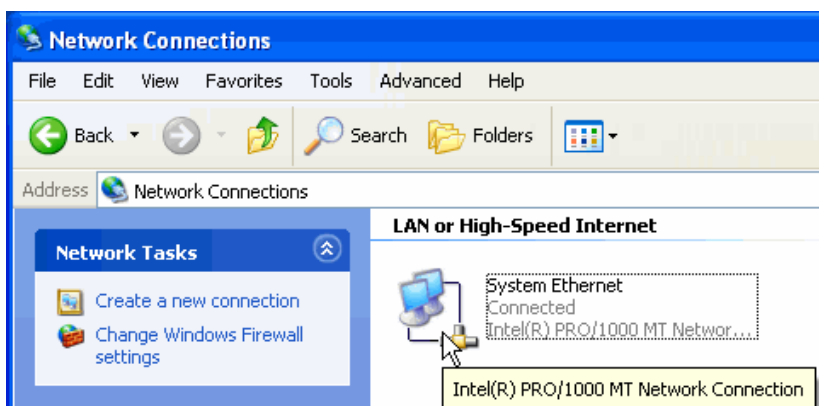 Network Connections
File Edit View Favorites Tools Advanced Help
Back Search Folders
Address Network Connections
Network Tasks
Create a new connection
Change Windows Firewall
settings
LAN or High-Speed Internet
System Ethernet
Connected
Intel(R) PRO/1000 MT Networ...
Intel(R) PRO/1000 MT Network Connection